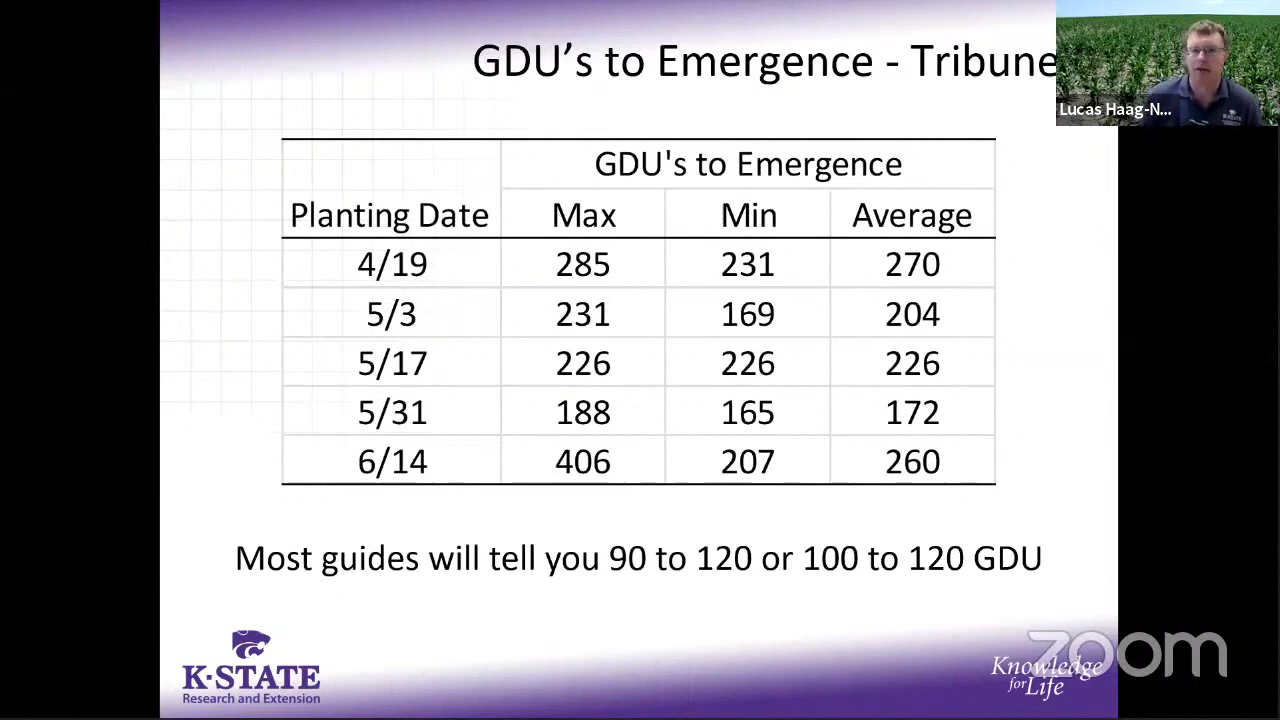 GDU's to Emergence - Tribune
Lucas Haag-N...
GDU's to Emergence
Planting Date Max Min Average
4/19 285 231 270
5/3 231 169 204
5/17 226 226 226
5/31 188 165 172
6/14 406 207 260
Most guides will tell you 90 to 120 or 100 to 120 GDU
K-STATE
Research and Extension
Knowledge
for Life
zoom
K-STATE